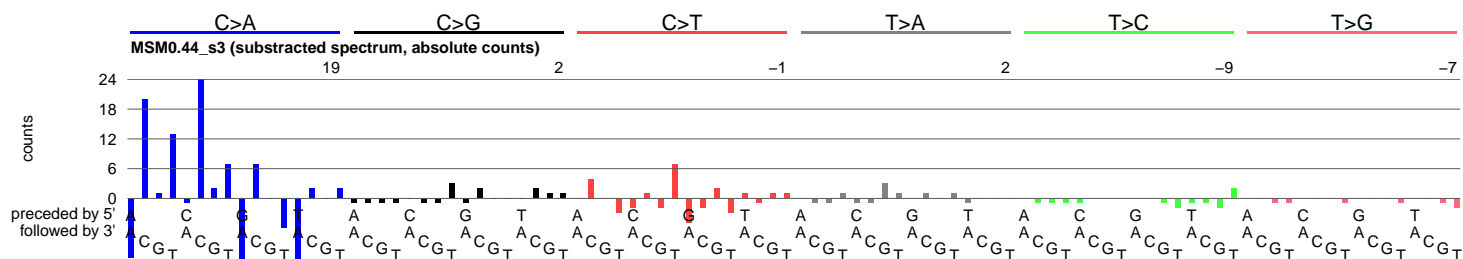 C>A C>G C>T T>A T>C T>G
MSM0.44_s3 (substracted spectrum, absolute counts)
19 2 −1 2 −9 −7
24
18
12
6
0
counts
preceded by 5' A C G T A C G T A C G T A C G T A C G T A C G T
followed by 3' A C G T A C G T A C G T A C G T A C G T A C G T A C G T A C G T A C G T A C G T A C G T A C G T A C G T A C G T A C G T A C G T A C G T A C G T A C G T A C G T A C G T A C G T A C G T A C G T